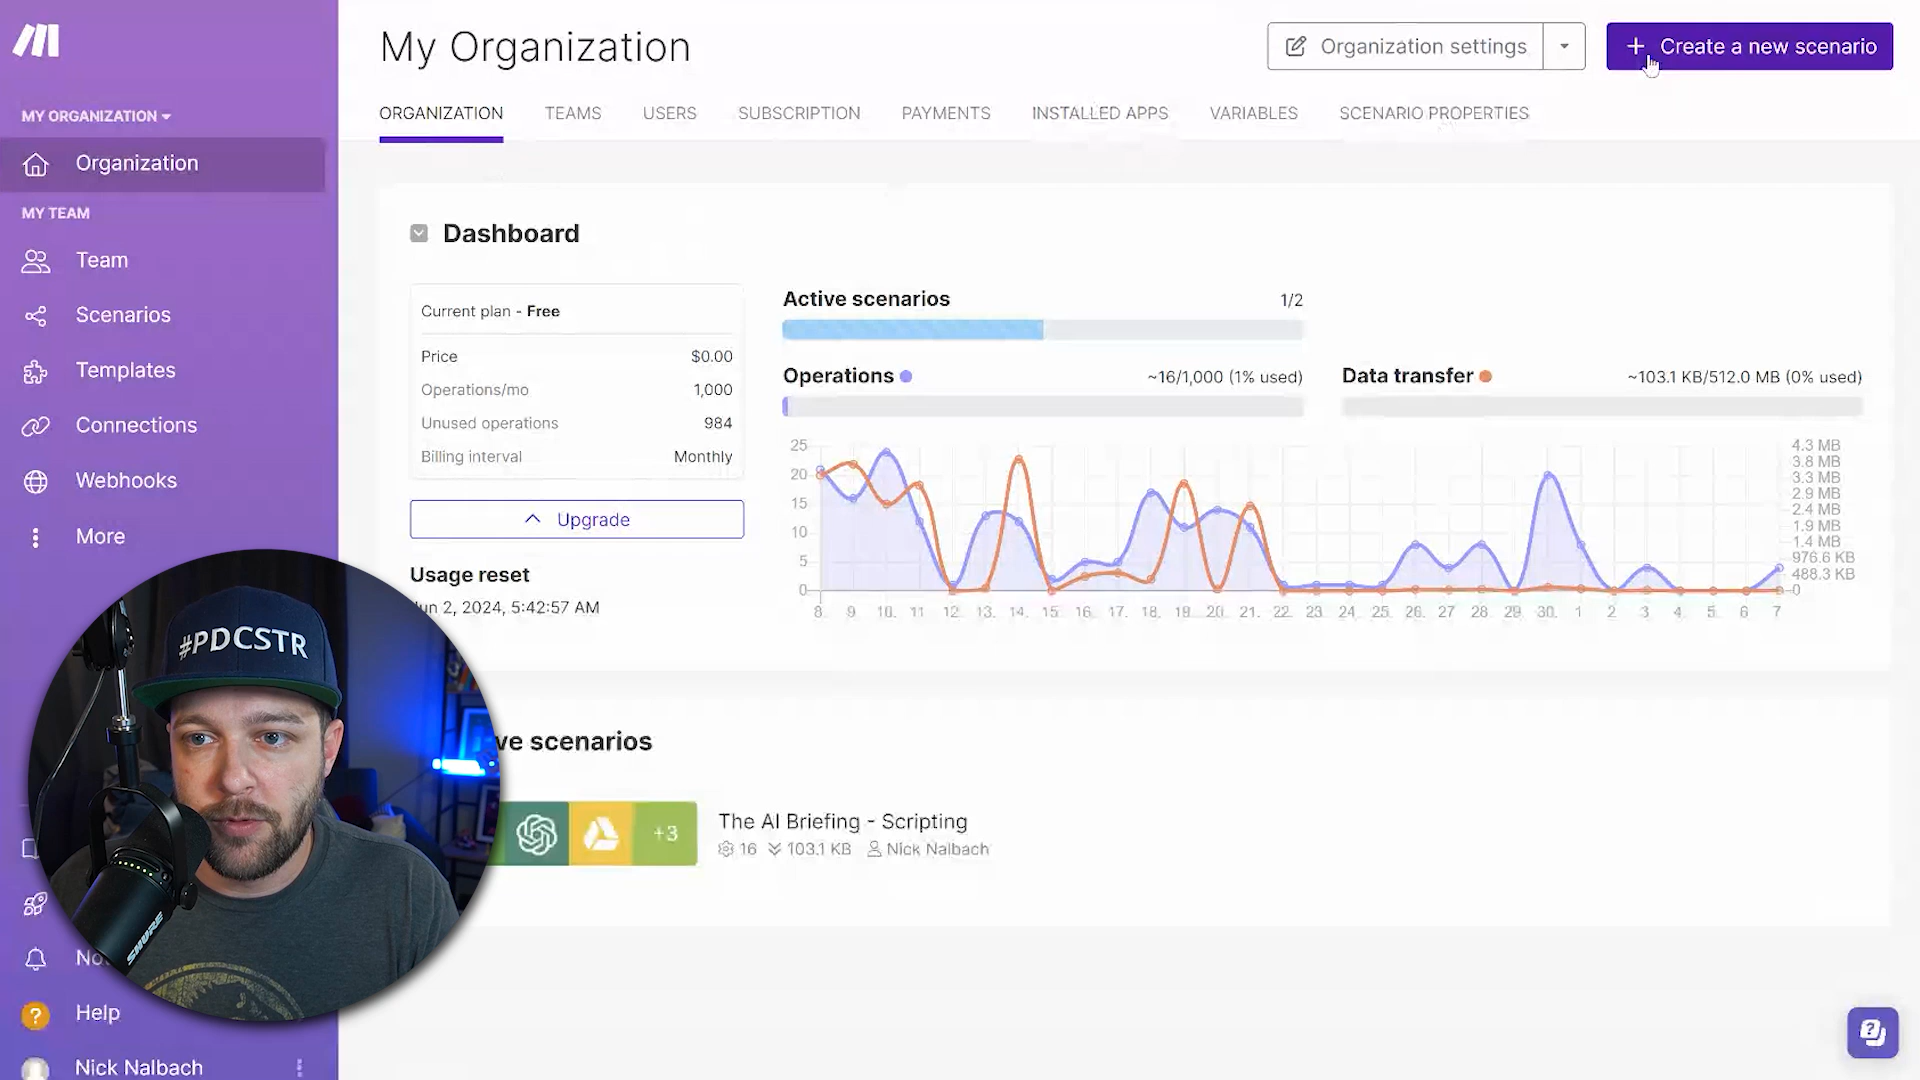 My Organization
Organization settings
+ Create a new scenario
MY ORGANIZATION
ORGANIZATION TEAMS USERS SUBSCRIPTION PAYMENTS INSTALLED APPS VARIABLES SCENARIO PROPERTIES
Organization
MY TEAM
Team
Scenarios
Templates
Connections
Webhooks
More
Dashboard
Current plan - Free
Price $0.00
Operations/mo 1,000
Unused operations 984
Billing interval Monthly
Upgrade
Usage reset
un 2, 2024, 5:42:57 AM
Active scenarios 1/2
Operations ~16/1,000 (1% used)
Data transfer ~103.1 KB/512.0 MB (0% used)
25
20
15
10
5
0
4.3 MB
3.8 MB
3.3 MB
2.9 MB
2.4 MB
1.9 MB
1.4 MB
976.6 KB
488.3 KB
0
8. 9. 10. 11. 12. 13. 14. 15. 16. 17. 18. 19. 20. 21. 22. 23. 24. 25. 26. 27. 28. 29. 30. 1. 2. 3. 4. 5. 6. 7.
#PDCSTR
SHURE
ve scenarios
+3
The AI Briefing - Scripting
16 103.1 KB Nick Nalbach
No
? Help
Nick Nalbach
?